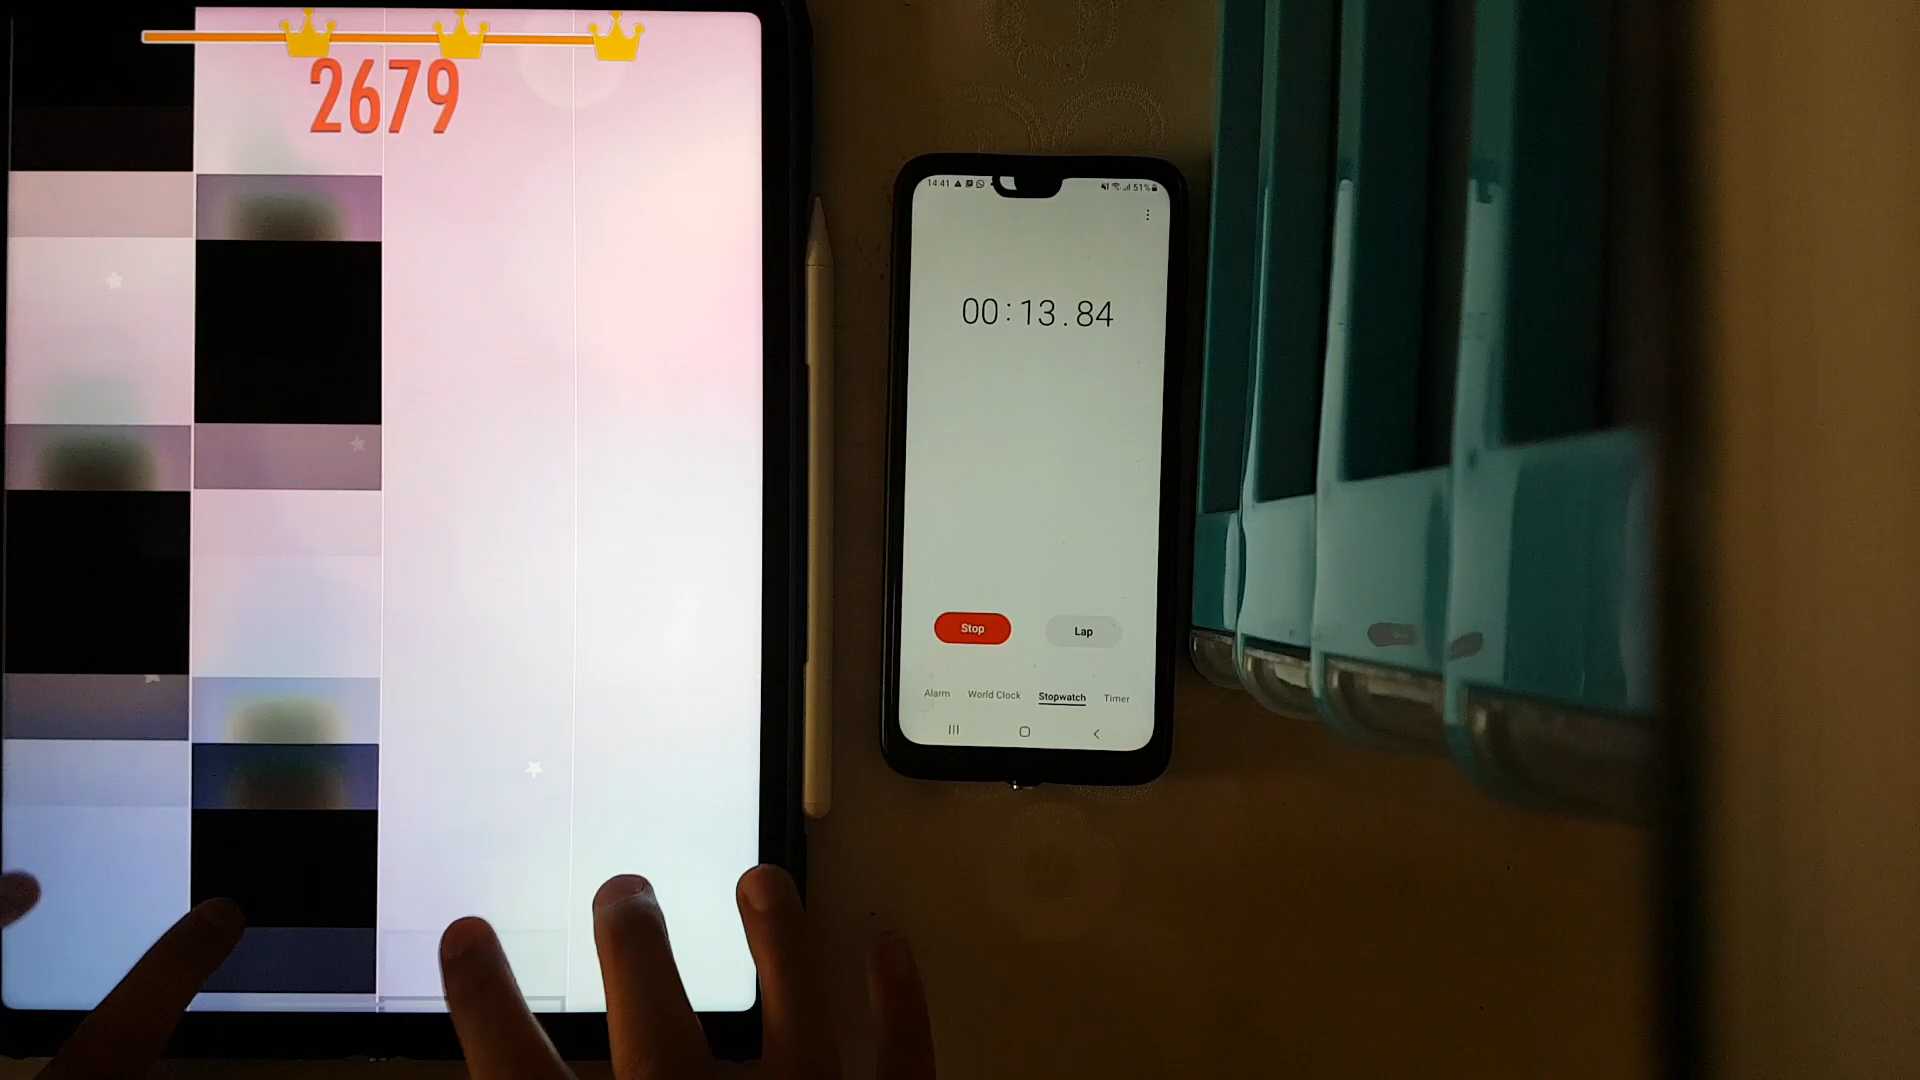 2679
14:41
51%
00:13.84
Stop
Lap
Alarm
World Clock
Stopwatch
Timer